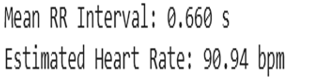 Mean RR Interval: 0.660 s
Estimated Heart Rate: 90.94 bpm